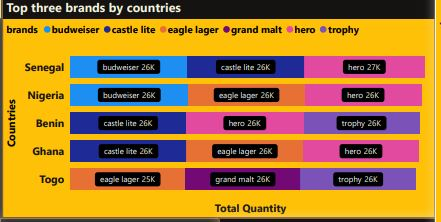 Top three brands by countries
brands budweiser castle lite eagle lager grand malt hero trophy
Senegal budweiser 26K castle lite 26K hero 27K
Nigeria budweiser 26K eagle lager 26K hero 26K
Benin castle lite 26K hero 26K trophy 26K
Ghana castle lite 26K eagle lager 26K hero 26K
Togo eagle lager 25K grand malt 26K trophy 26K
Countries
Total Quantity